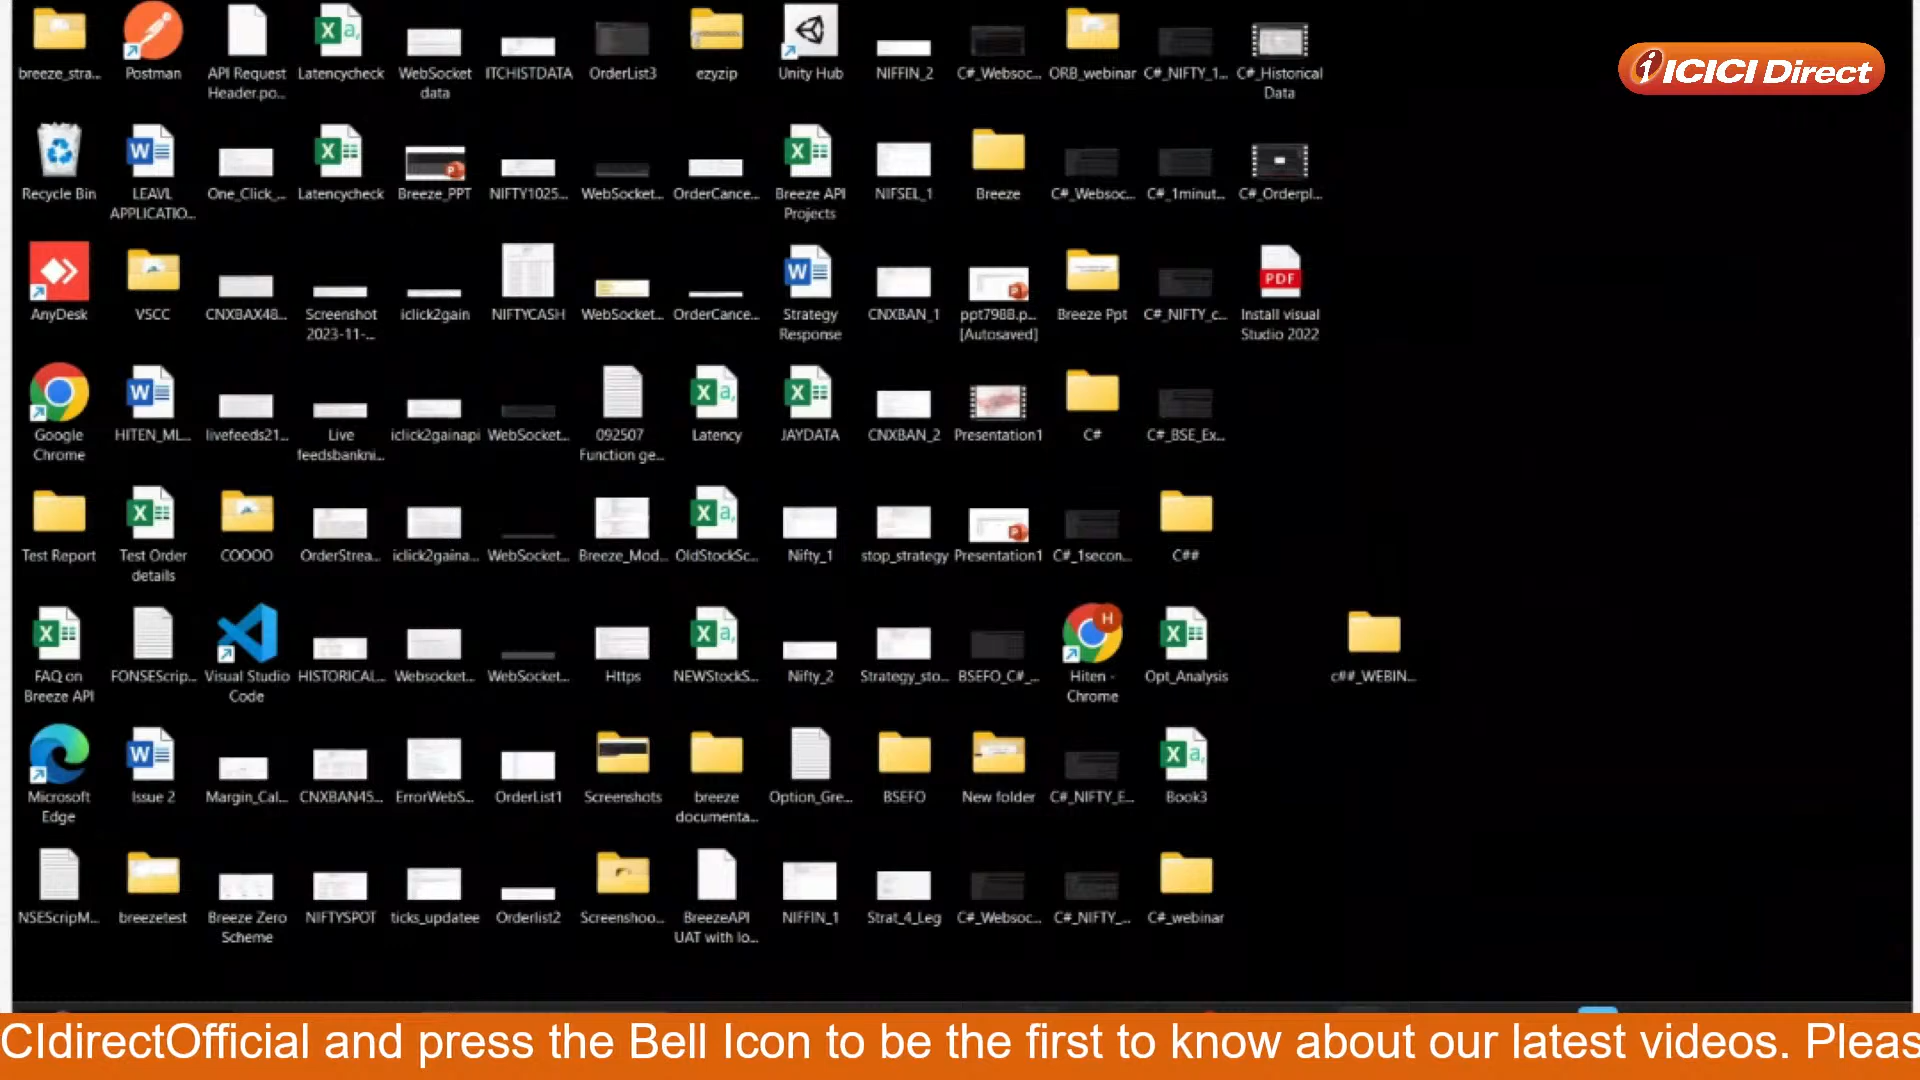 breeze_stra...
Postman
API Request
Header.po...
Latencycheck
WebSocket
data
ITCHISTDATA
OrderList3
ezyzip
Unity Hub
NIFFIN_2
C#_Websoc...
ORB_webinar
C#_NIFTY_1...
C#_Historical
Data
ICICI Direct
Recycle Bin
LEAVL
APPLICATIO...
One_Click_...
Latencycheck
Breeze_PPT
NIFTY1025...
WebSocket...
OrderCance...
Breeze API
Projects
NIFSEL_1
Breeze
C#_Websoc...
C#_1minut...
C#_Orderpl...
AnyDesk
VSCC
CNXBAX48...
Screenshot
2023-11-...
iclick2gain
NIFTYCASH
WebSocket...
OrderCance...
Strategy
Response
CNXBAN_1
ppt7988.p...
[Autosaved]
Breeze Ppt
C#_NIFTY_c...
PDF
Install visual
Studio 2022
Google
Chrome
HITEN_ML...
livefeeds21...
Live
feedsbankni...
iclick2gainapi
WebSocket...
092507
Function ge...
Latency
JAYDATA
CNXBAN_2
Presentation1
C#
C#_BSE_Ex...
Test Report
Test Order
details
COOOO
OrderStrea...
iclick2gaina...
WebSocket...
Breeze_Mod...
OldStockSc...
Nifty_1
stop_strategy
Presentation1
C#_1secon...
C##
FAQ on
Breeze API
FONSEScrip...
Visual Studio
Code
HISTORICAL...
Websocket...
WebSocket...
Https
NEWStockS...
Nifty_2
Strategy_sto...
BSEFO_C#_...
Hiten -
Chrome
Opt_Analysis
c##_WEBIN...
Microsoft
Edge
Issue 2
Margin_Cal...
CNXBAN45...
ErrorWebS...
OrderList1
Screenshots
breeze
documenta...
Option_Gre...
BSEFO
New folder
C#_NIFTY_E...
Book3
NSEScripM...
breezetest
Breeze Zero
Scheme
NIFTYSPOT
ticks_updatee
Orderlist2
Screenshoo...
BreezeAPI
UAT with lo...
NIFFIN_1
Strat_4_Leg
C#_Websoc...
C#_NIFTY_...
C#_webinar
CIdirectOfficial and press the Bell Icon to be the first to know about our latest videos. Pleas